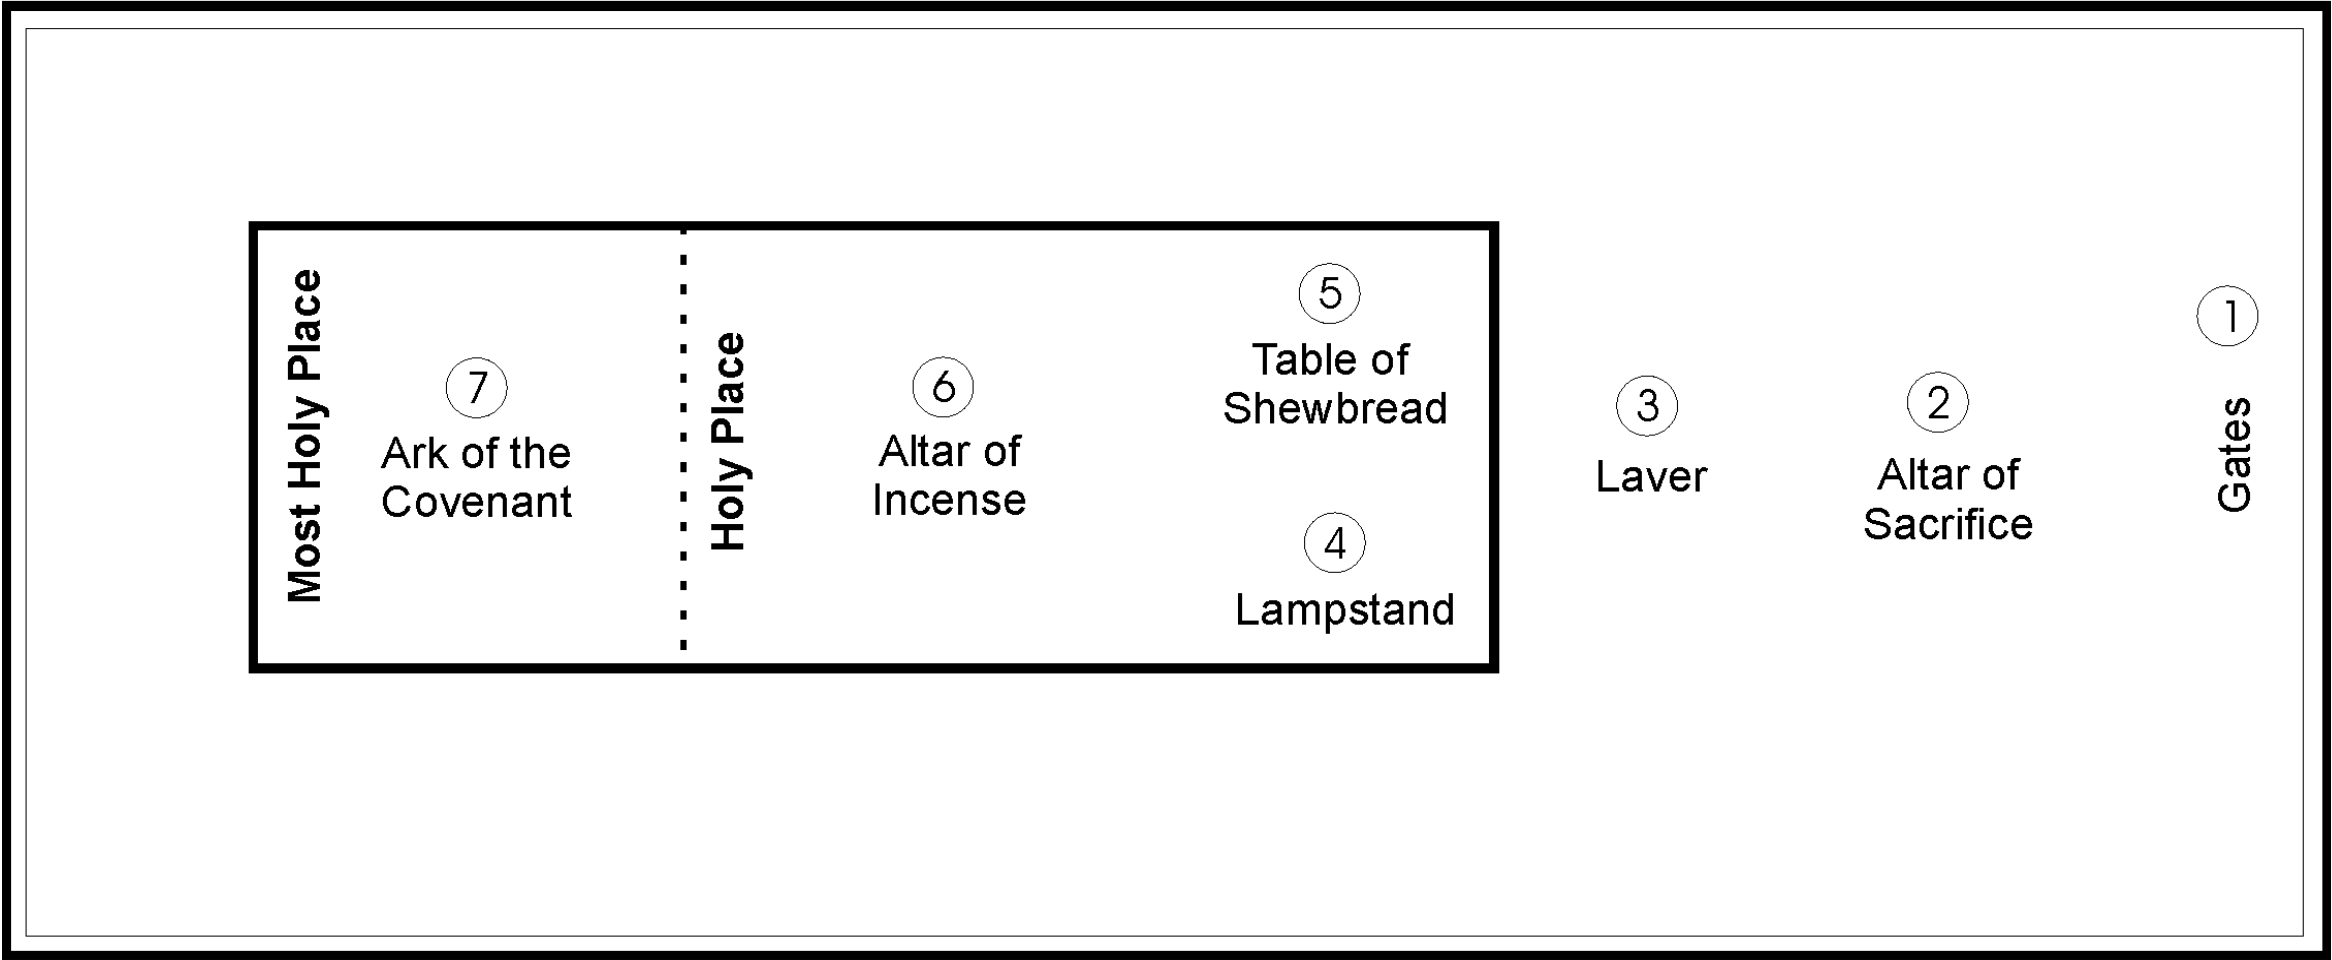 Most Holy Place
7
Ark of the
Covenant
Holy Place
6
Altar of
Incense
5
Table of
Shewbread
4
Lampstand
3
Laver
2
Altar of
Sacrifice
1
Gates